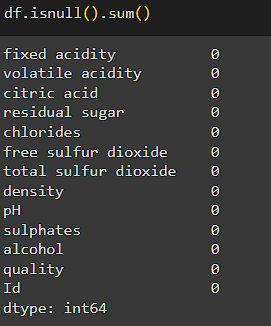 df.isnull().sum()
fixed acidity 0
volatile acidity 0
citric acid 0
residual sugar 0
chlorides 0
free sulfur dioxide 0
total sulfur dioxide 0
density 0
pH 0
sulphates 0
alcohol 0
quality 0
Id 0
dtype: int64